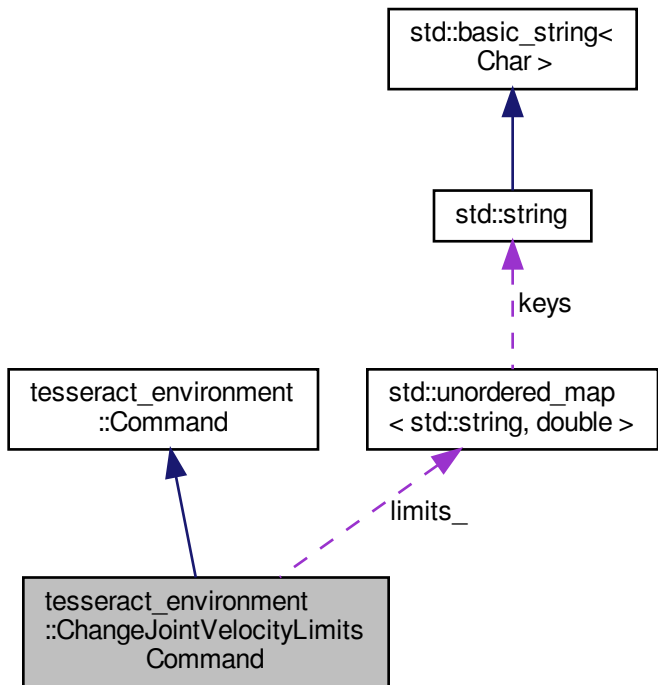 std::basic_string<
Char >
std::string
keys
tesseract_environment
::Command
std::unordered_map
< std::string, double >
limits_
tesseract_environment
::ChangeJointVelocityLimits
Command